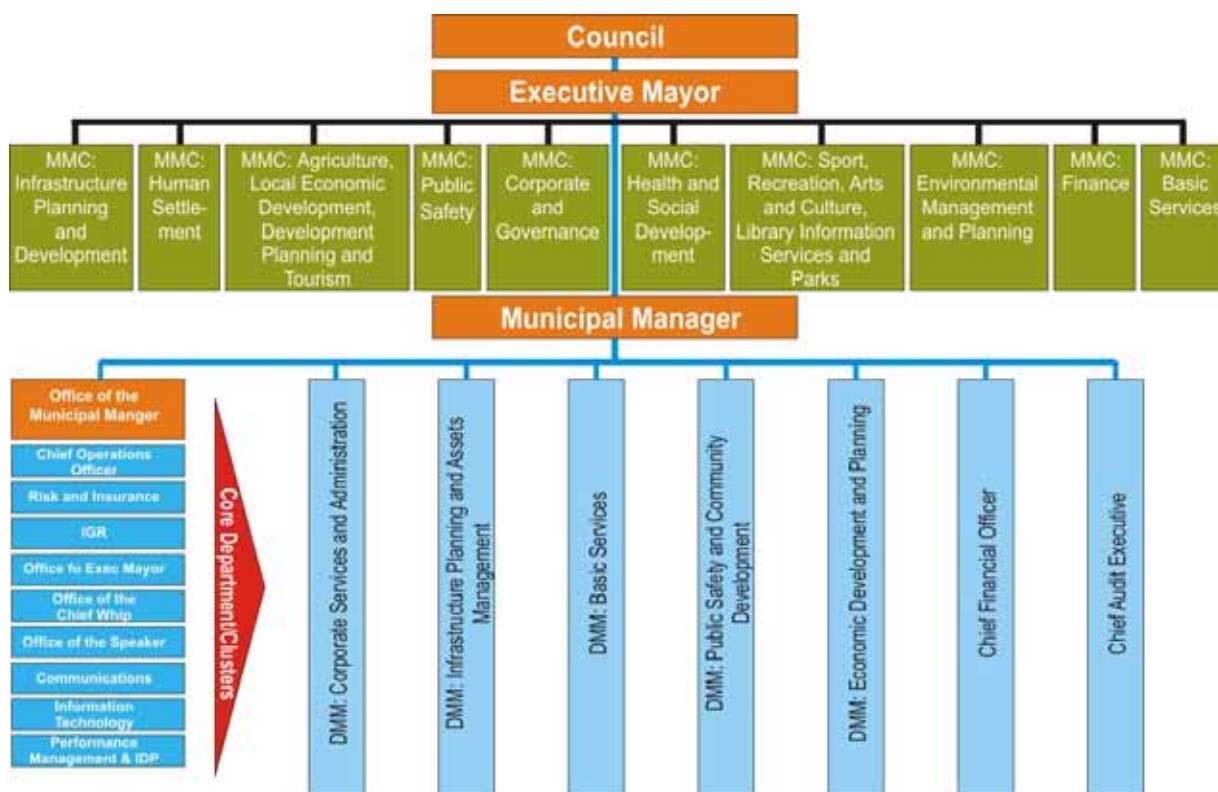 Council
Executive Mayor
MMC:
Infrastructure
Planning
and
Development
MMC:
Human
Settle-
ment
MMC: Agriculture,
Local Economic
Development,
Development
Planning and
Tourism
MMC:
Public
Safety
MMC:
Corporate
and
Governance
MMC:
Health and
Social
Develop-
ment
MMC: Sport,
Recreation, Arts
and Culture,
Library Information
Services and
Parks
MMC:
Environmental
Management
and Planning
MMC:
Finance
MMC:
Basic
Services
Municipal Manager
Office of the
Municipal Manger
Chief Operations
Officer
Risk and Insurance
IGR
Office fo Exec Mayor
Office of the
Chief Whip
Office of the Speaker
Communications
Information
Technology
Performance
Management & IDP
Core Department/Clusters
DMM: Corporate Services and Administration
DMM: Infrastructure Planning and Assets
Management
DMM: Basic Services
DMM: Public Safety and Community
Development
DMM: Economic Development and Planning
Chief Financial Officer
Chief Audit Executive